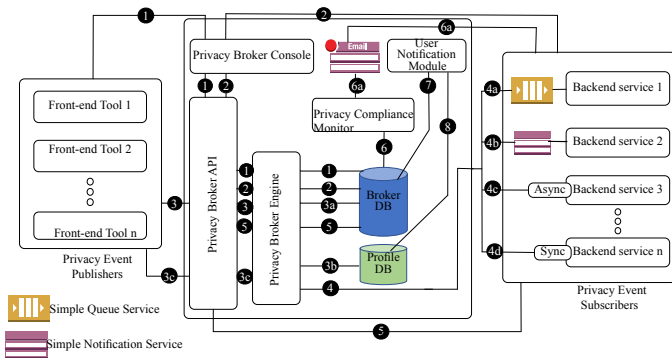 1
2
6a
Privacy Broker Console
Email
User
Notification
Module
1
2
6a
7
8
4a
Backend service 1
Front-end Tool 1
Privacy Compliance
Monitor
6
4b
Backend service 2
Front-end Tool 2
Privacy Broker API
Privacy Broker Engine
1
1
2
2
3
3
3a
5
5
Broker
DB
4c
Async
Backend service 3
Front-end Tool n
Privacy Event
Publishers
3c
3c
3b
4
Profile
DB
4d
Sync
Backend service n
Privacy Event
Subscribers
Simple Queue Service
Simple Notification Service
5